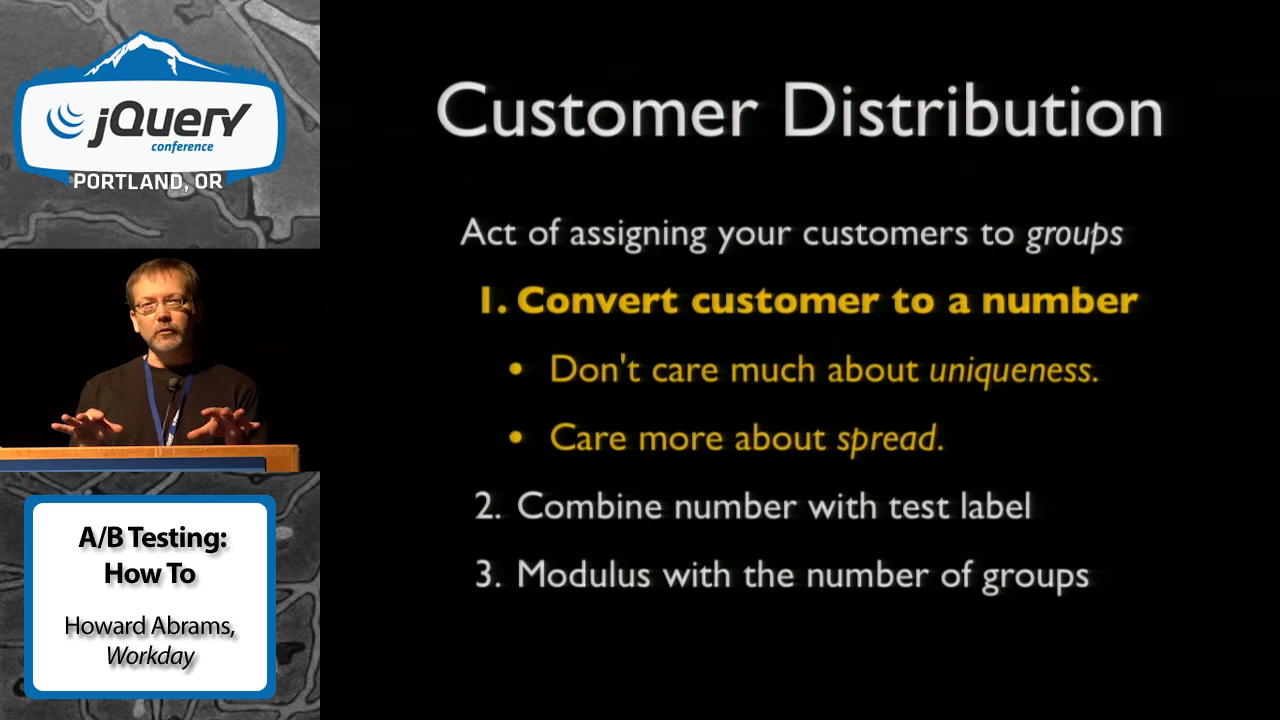 jQuery
conference
PORTLAND, OR
A/B Testing:
How To
Howard Abrams,
Workday
Customer Distribution
Act of assigning your customers to groups
1. Convert customer to a number
• Don't care much about uniqueness.
• Care more about spread.
2. Combine number with test label
3. Modulus with the number of groups